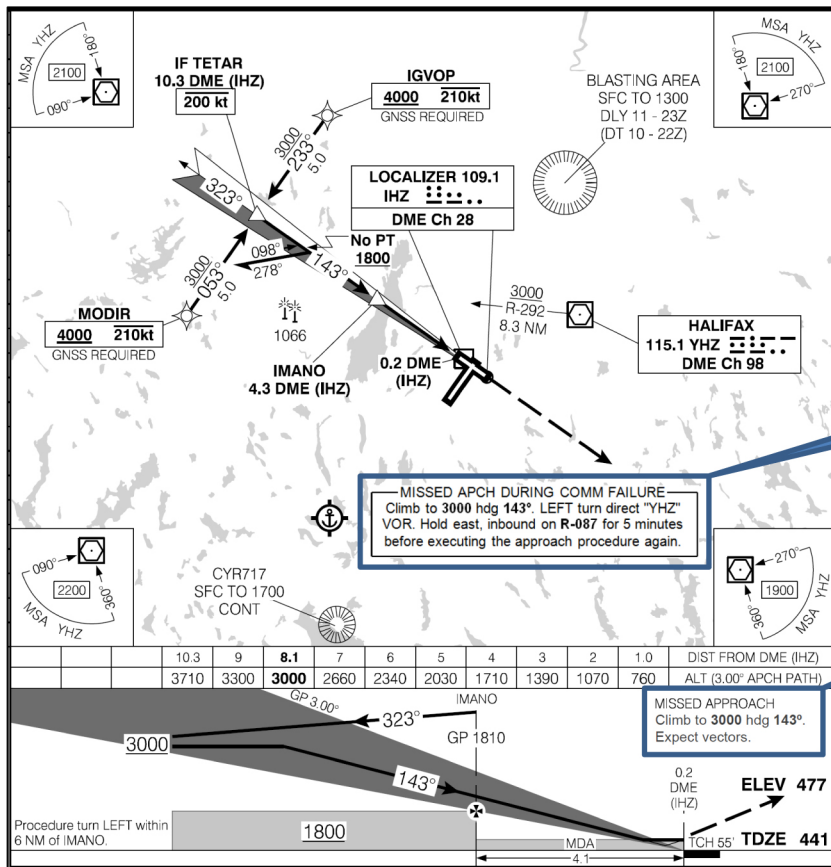 MSA YHZ
180°
2100
090°
IF TETAR
10.3 DME (IHZ)
200 kt
IGVOP
4000 210kt
GNSS REQUIRED
BLASTING AREA
SFC TO 1300
DLY 11 - 23Z
(DT 10 - 22Z)
MSA YHZ
180°
2100
270°
3000
233°
5.0
LOCALIZER 109.1
IHZ
DME Ch 28
323°
No PT
1800
098°
278°
143°
3000
053°
5.0
MODIR
4000 210kt
GNSS REQUIRED
1066
3000
R-292
8.3 NM
HALIFAX
115.1 YHZ
DME Ch 98
IMANO
4.3 DME (IHZ)
0.2 DME
(IHZ)
MISSED APCH DURING COMM FAILURE
Climb to 3000 hdg 143°. LEFT turn direct "YHZ"
VOR. Hold east, inbound on R-087 for 5 minutes
before executing the approach procedure again.
090°
2200
360°
MSA YHZ
CYR717
SFC TO 1700
CONT
270°
1900
360°
MSA YHZ
10.3 9 8.1 7 6 5 4 3 2 1.0 DIST FROM DME (IHZ)
3710 3300 3000 2660 2340 2030 1710 1390 1070 760 ALT (3.00° APCH PATH)
GP 3.00°
IMANO
323°
GP 1810
MISSED APPROACH
Climb to 3000 hdg 143°.
Expect vectors.
3000
143°
0.2
DME
(IHZ)
ELEV 477
Procedure turn LEFT within
6 NM of IMANO.
1800
MDA
TCH 55'
TDZE 441
4.1